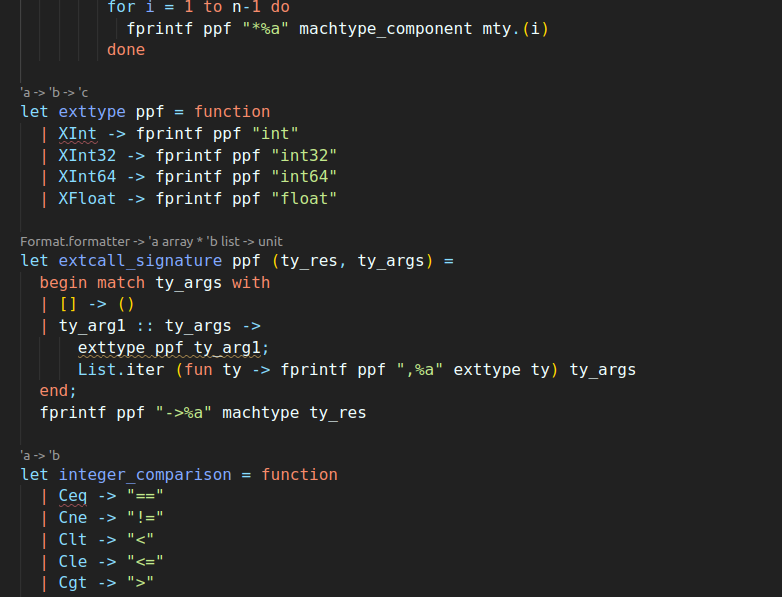 for i = 1 to n-1 do
fprintf ppf "*%a" machtype_component mty.(i)
done
'a -> 'b -> 'c
let exttype ppf = function
| XInt -> fprintf ppf "int"
| XInt32 -> fprintf ppf "int32"
| XInt64 -> fprintf ppf "int64"
| XFloat -> fprintf ppf "float"
Format.formatter -> 'a array * 'b list -> unit
let extcall_signature ppf (ty_res, ty_args) =
begin match ty_args with
| [] -> ()
| ty_arg1 :: ty_args ->
exttype ppf ty_arg1;
List.iter (fun ty -> fprintf ppf ",%a" exttype ty) ty_args
end;
fprintf ppf "->%a" machtype ty_res
'a -> 'b
let integer_comparison = function
| Ceq -> "=="
| Cne -> "!="
| Clt -> "<"
| Cle -> "<="
| Cgt -> ">"